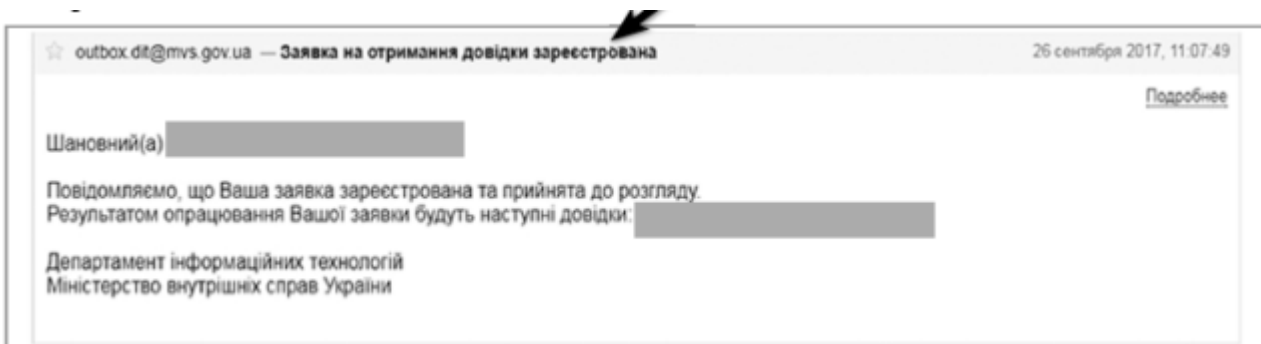 outbox.dit@mvs.gov.ua — Заявка на отримання довідки зареєстрована 26 сентября 2017, 11:07:49
Подробнее
Шановний(а)
Повідомляємо, що Ваша заявка зареєстрована та прийнята до розгляду.
Результатом опрацювання Вашої заявки будуть наступні довідки:
Департамент інформаційних технологій
Міністерство внутрішніх справ України